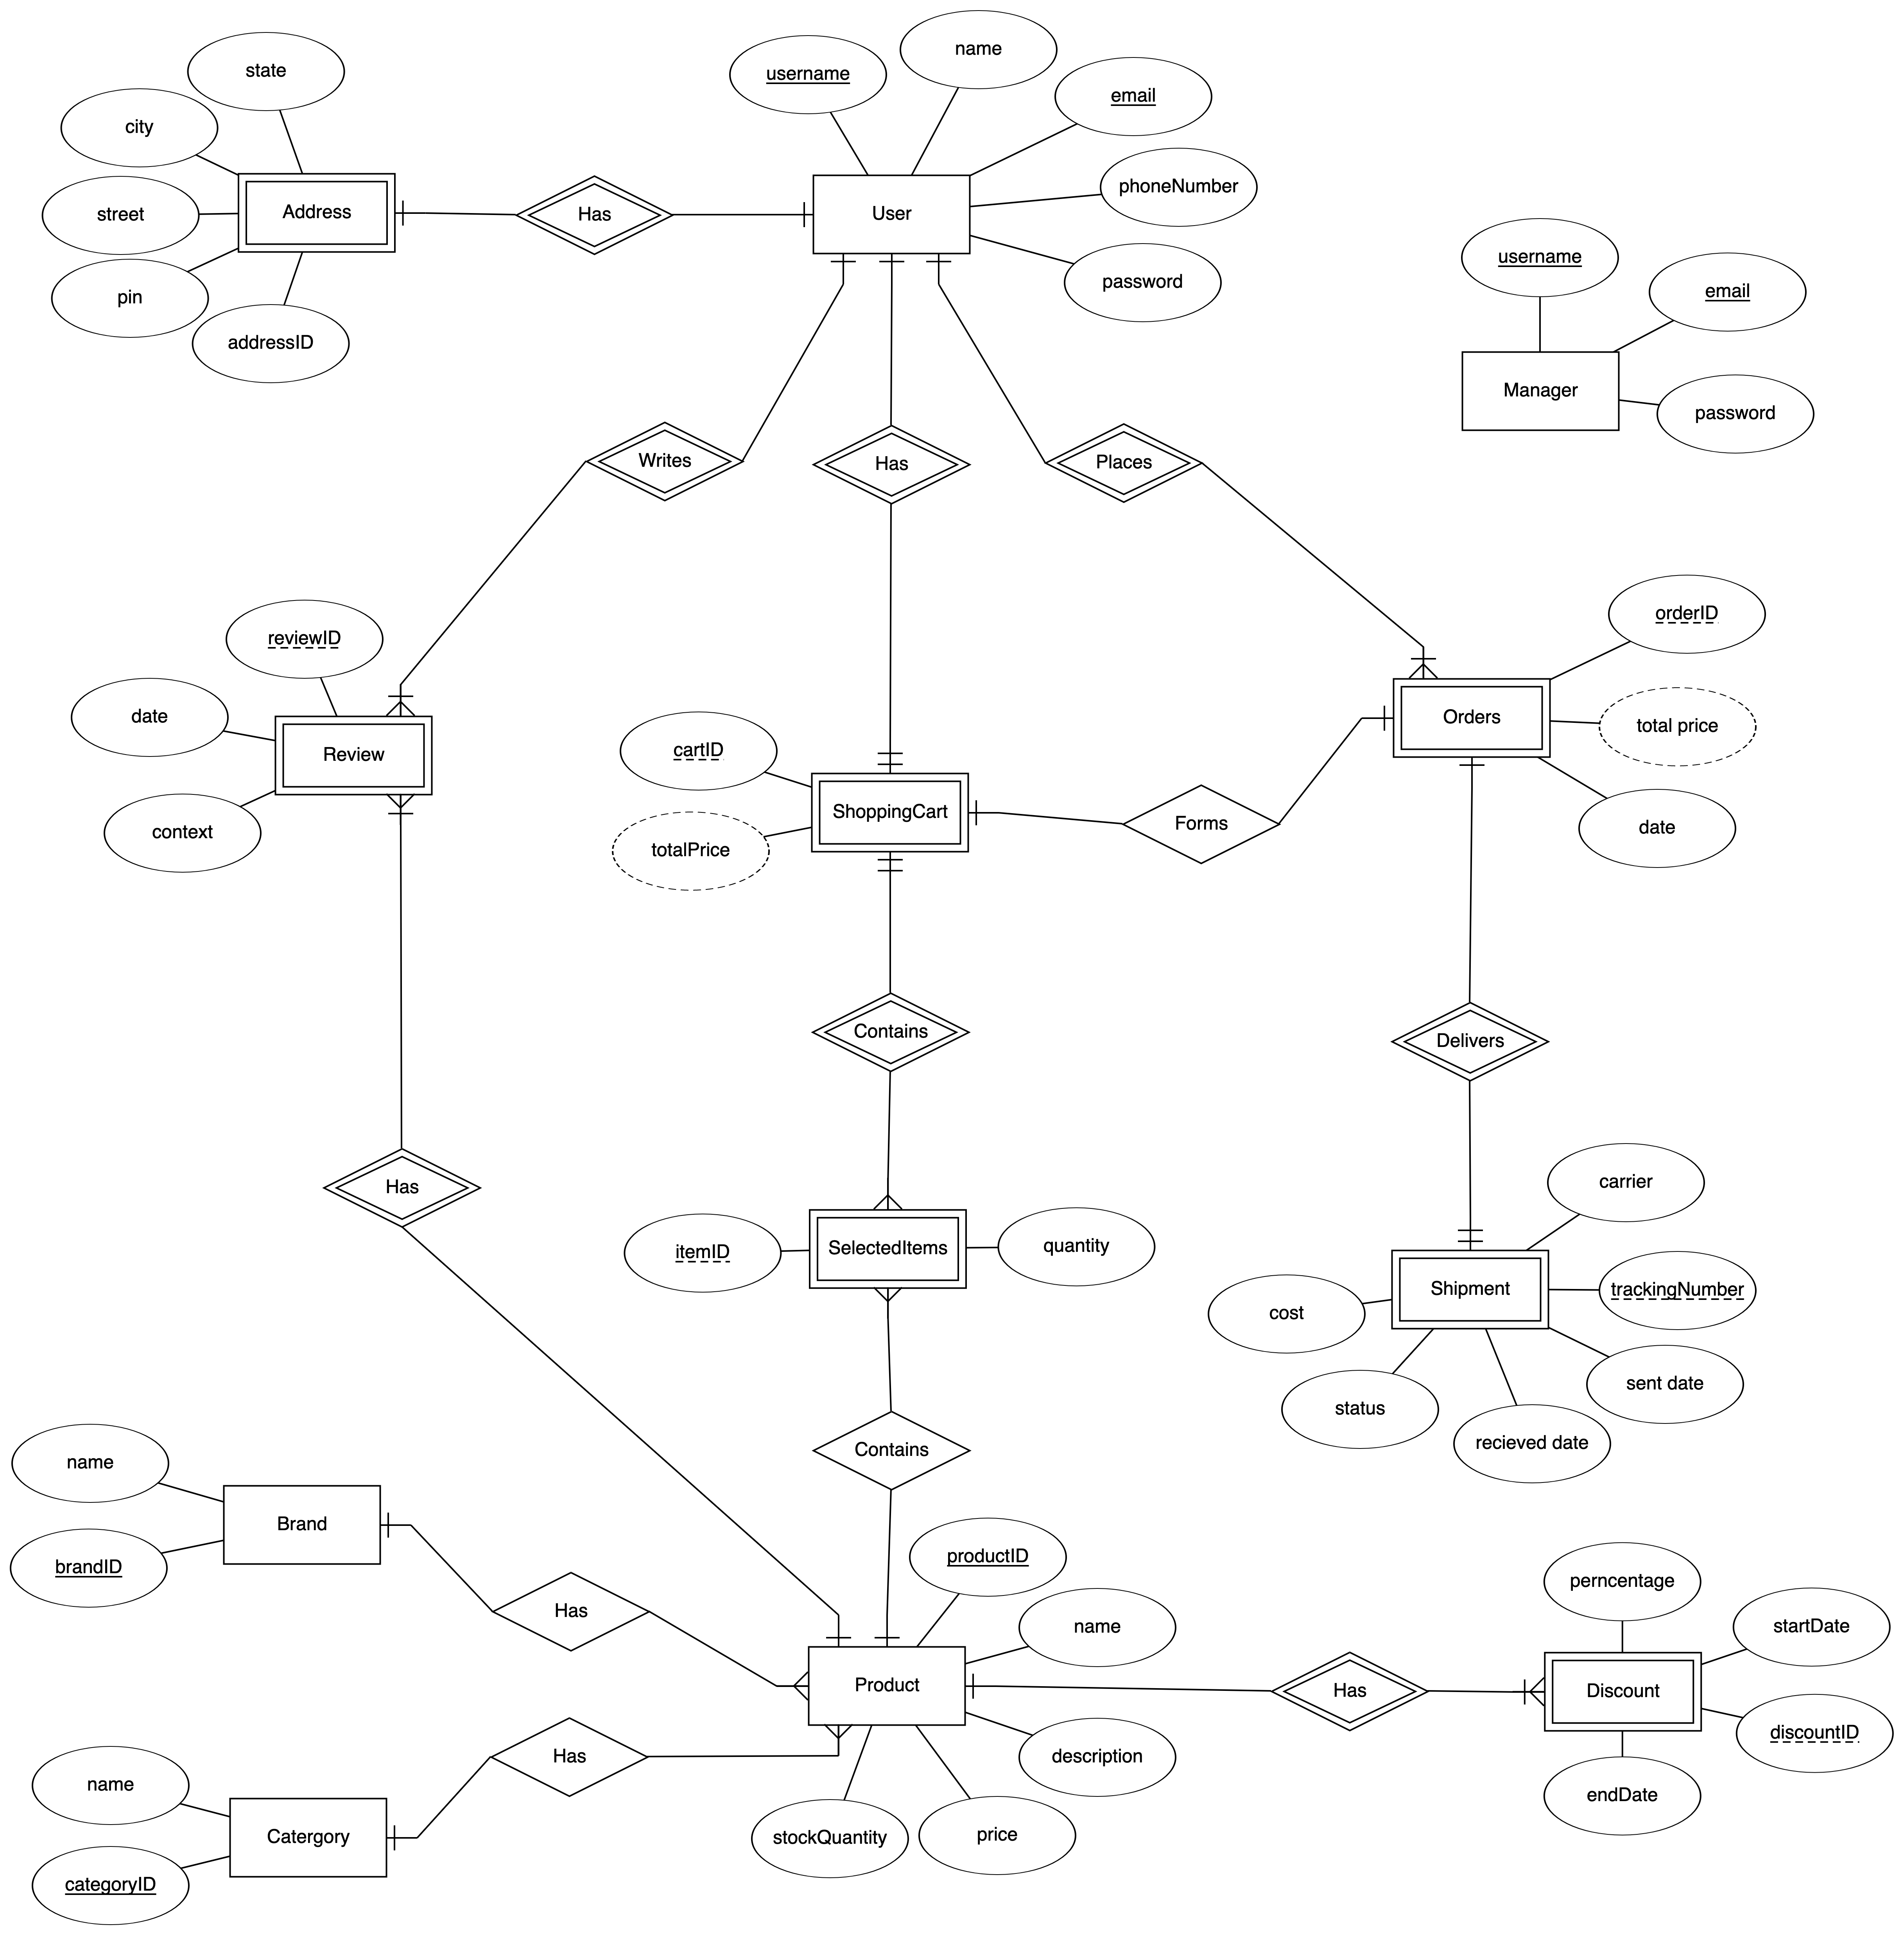 name
state
username
email
city
phoneNumber
street
Address
Has
User
username
password
email
pin
addressID
Manager
password
Writes
Has
Places
orderID
reviewID
date
Orders
total price
Review
cartID
ShoppingCart
Forms
context
totalPrice
date
Contains
Delivers
Has
carrier
itemID
SelectedItems
quantity
Shipment
trackingNumber
cost
sent date
status
recieved date
Contains
name
Brand
productID
brandID
perncentage
Has
name
startDate
Product
Has
Discount
discountID
Has
description
name
endDate
Catergory
stockQuantity
price
categoryID